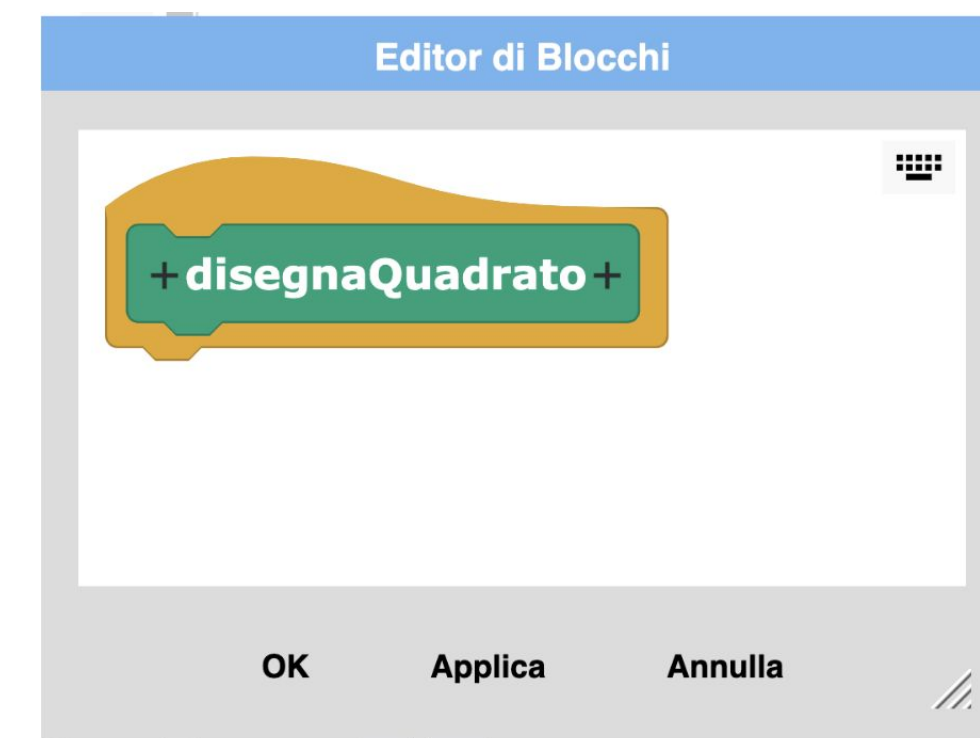 Editor di Blocchi
+ disegnaQuadrato +
OK Applica Annulla